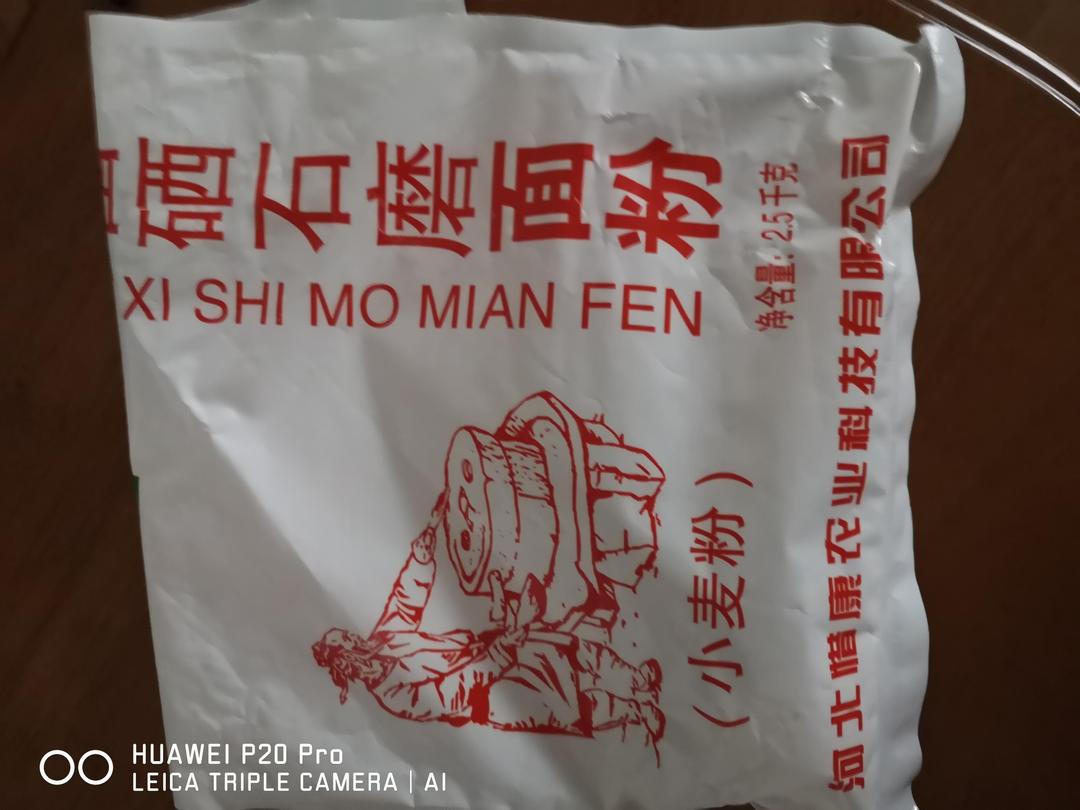 硒石磨面粉
XI SHI MO MIAN FEN
净含量: 2.5千克
(小麦粉)
河北惜康农业科技有限公司
HUAWEI P20 Pro
LEICA TRIPLE CAMERA | AI